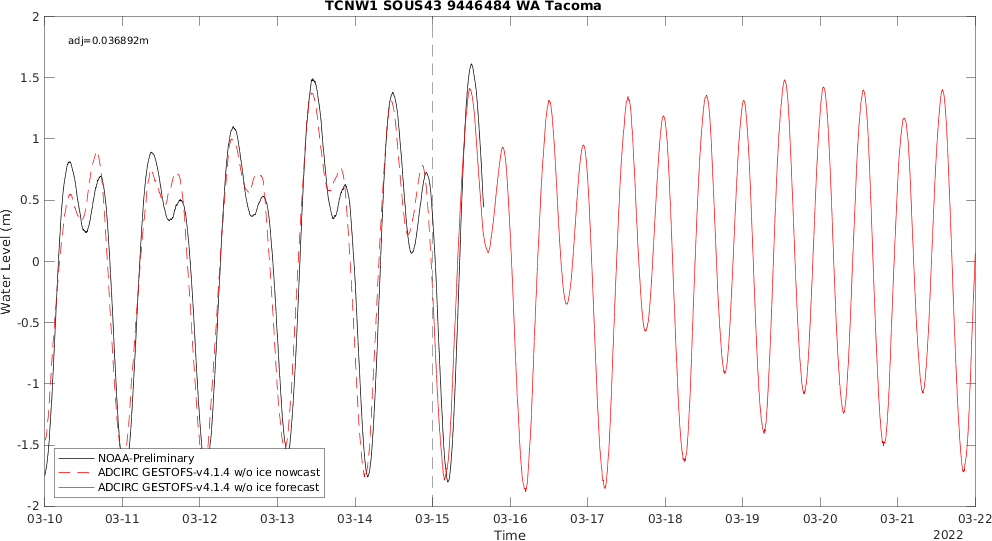 TCNW1 SOUS43 9446484 WA Tacoma
adj=0.036892m
2
1.5
1
0.5
0
-0.5
-1
-1.5
-2
Water Level (m)
NOAA-Preliminary
ADCIRC GESTOFS-v4.1.4 w/o ice nowcast
ADCIRC GESTOFS-v4.1.4 w/o ice forecast
03-10 03-11 03-12 03-13 03-14 03-15 03-16 03-17 03-18 03-19 03-20 03-21 03-22
Time
2022